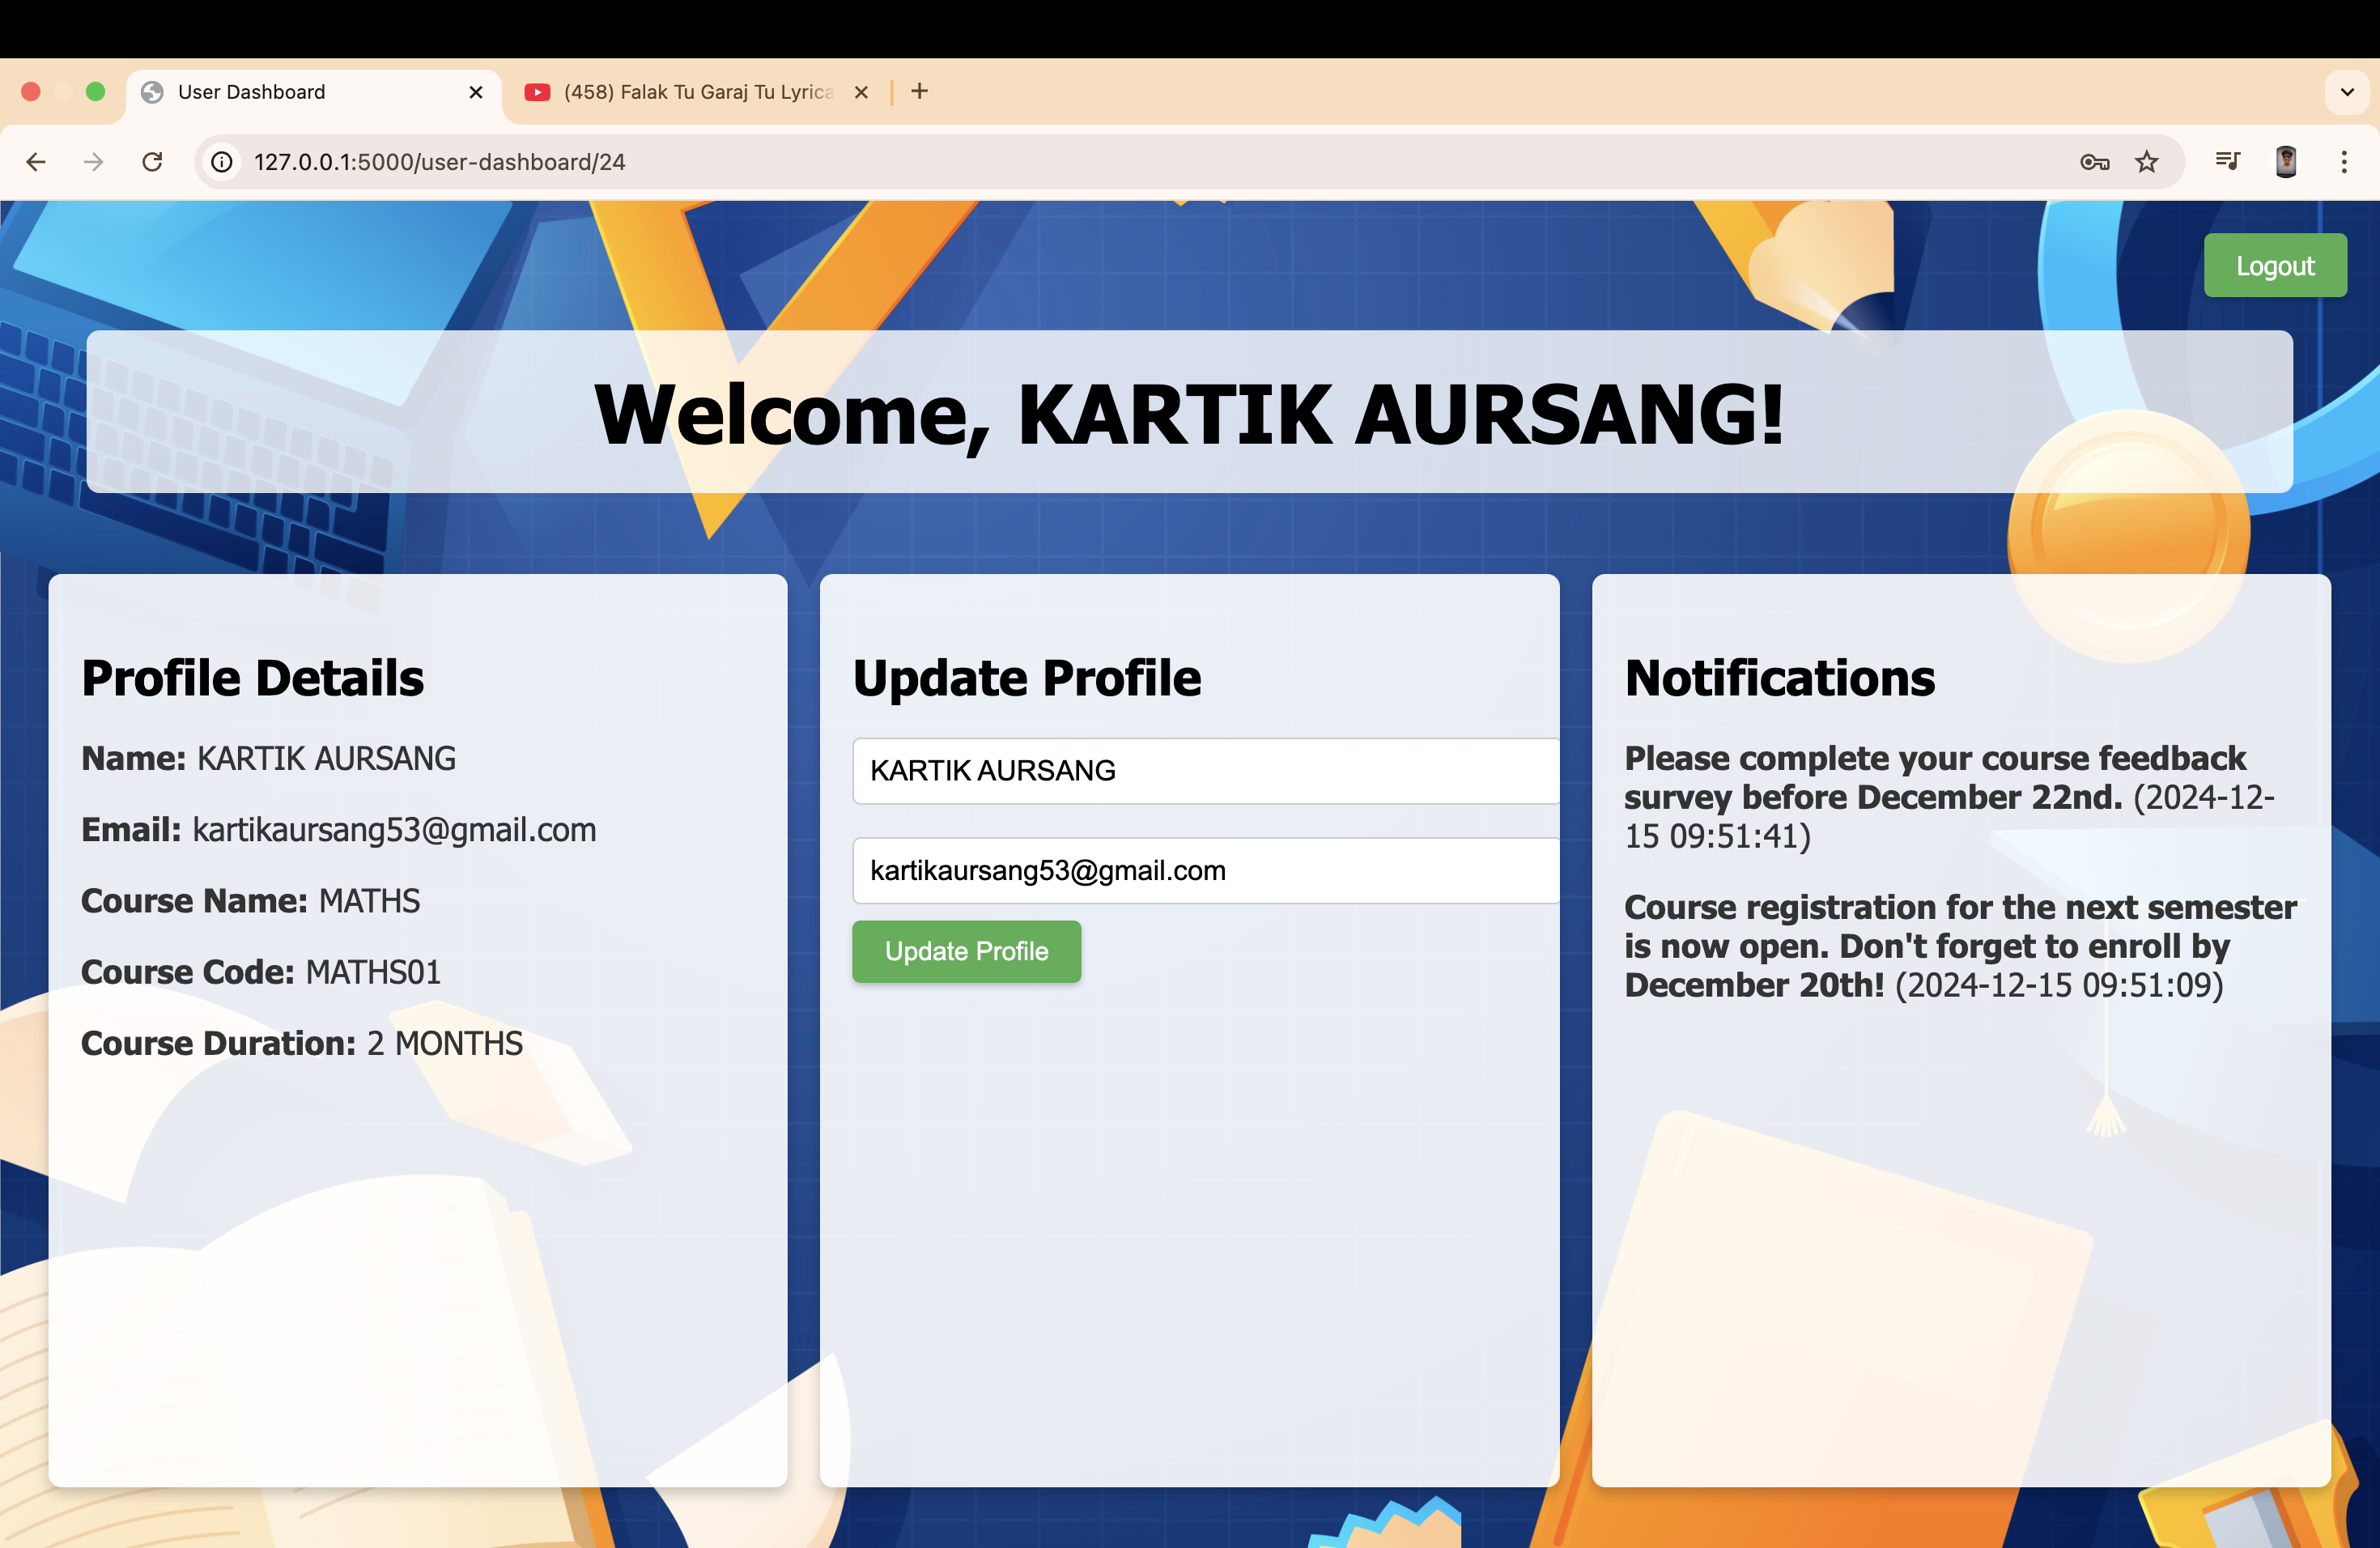 User Dashboard
(458) Falak Tu Garaj Tu Lyrica
127.0.0.1:5000/user-dashboard/24
Logout
Welcome, KARTIK AURSANG!
Profile Details
Name: KARTIK AURSANG
Email: kartikaursang53@gmail.com
Course Name: MATHS
Course Code: MATHS01
Course Duration: 2 MONTHS
Update Profile
KARTIK AURSANG
kartikaursang53@gmail.com
Update Profile
Notifications
Please complete your course feedback
survey before December 22nd. (2024-12-
15 09:51:41)
Course registration for the next semester
is now open. Don't forget to enroll by
December 20th! (2024-12-15 09:51:09)